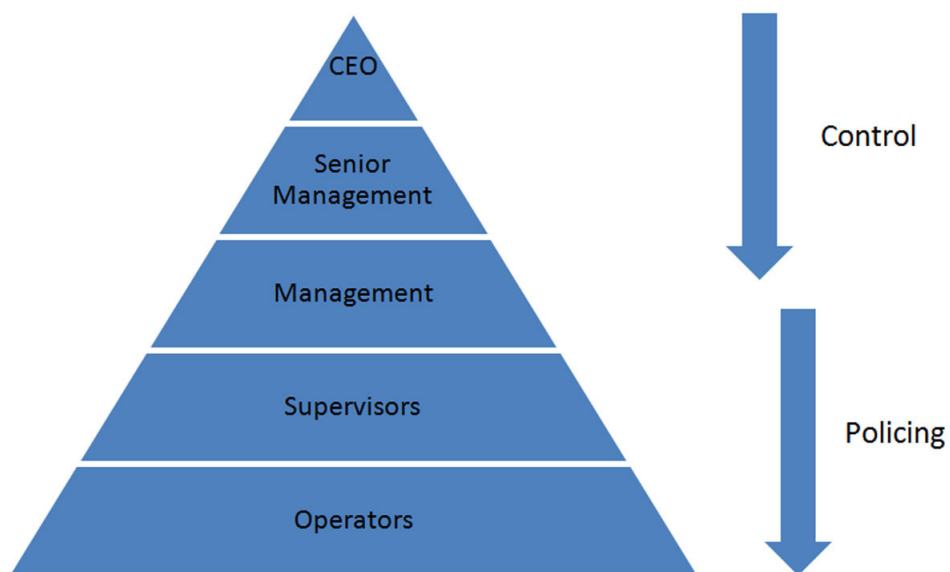 CEO
Senior
Management
Management
Supervisors
Operators
Control
Policing